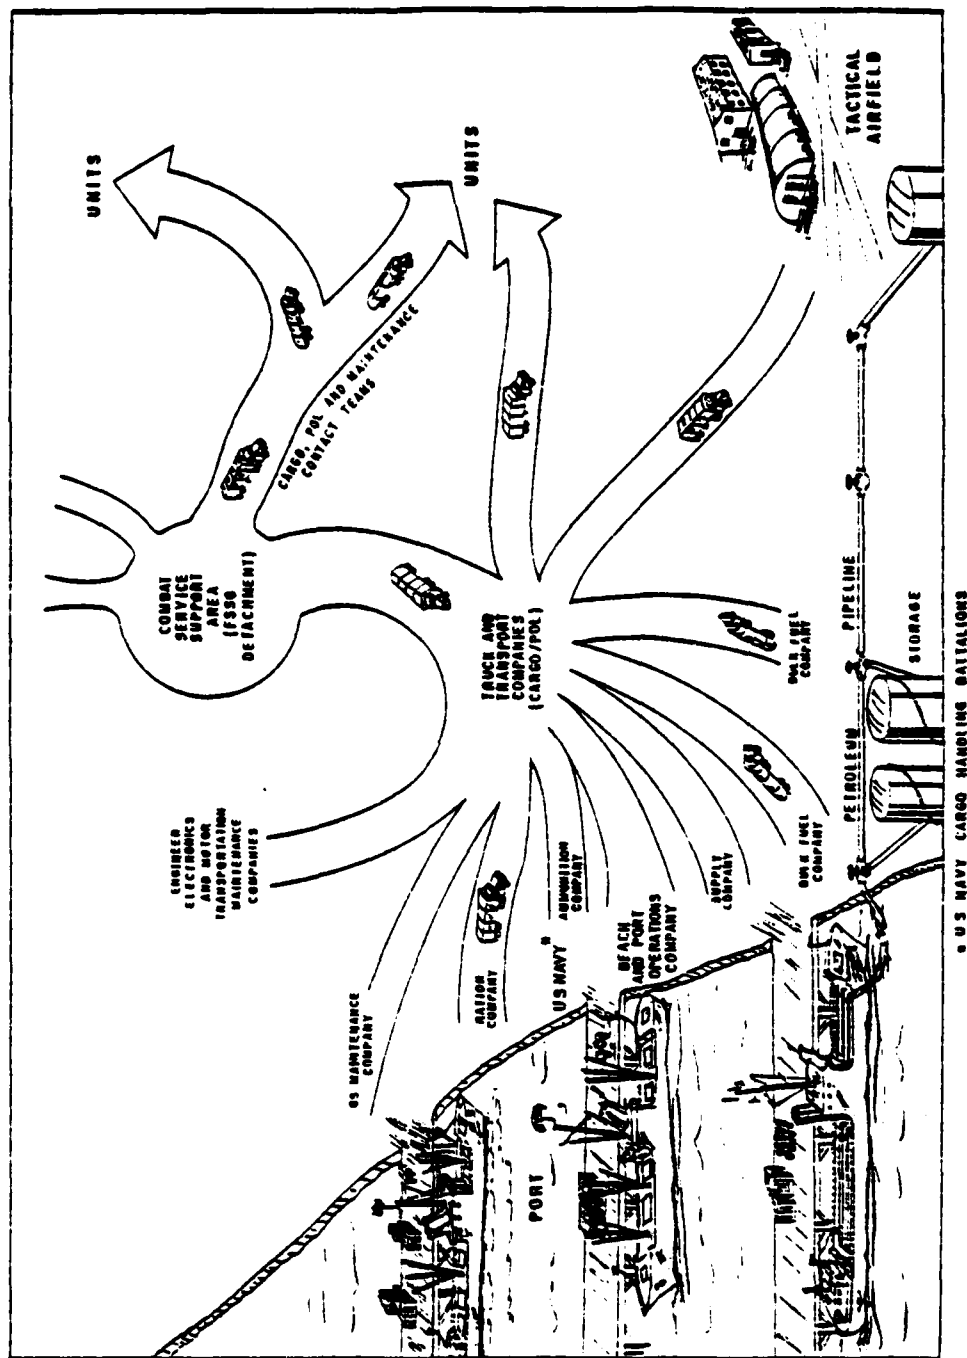 UNITS
UNITS
TACTICAL
AIRFIELD
CARGO, POL AND MAINTENANCE
CONTACT TEAMS
COMBAT
SERVICE
SUPPORT
AREA
(FSSG
DETACHMENT)
TRUCK AND
TRANSPORT
COMPANIES
(CARGO/POL)
ENGINEER
ELECTRONICS
AND MOTOR
TRANSPORTATION
MAINTENANCE
COMPANIES
GS MAINTENANCE
COMPANY
RATION
COMPANY
US NAVY *
AMMUNITION
COMPANY
BEACH
AND PORT
OPERATIONS
COMPANY
SUPPLY
COMPANY
BULK FUEL
COMPANY
BULK FUEL
COMPANY
PORT
PETROLEUM PIPELINE
STORAGE
* US NAVY CARGO HANDLING BATTALIONS